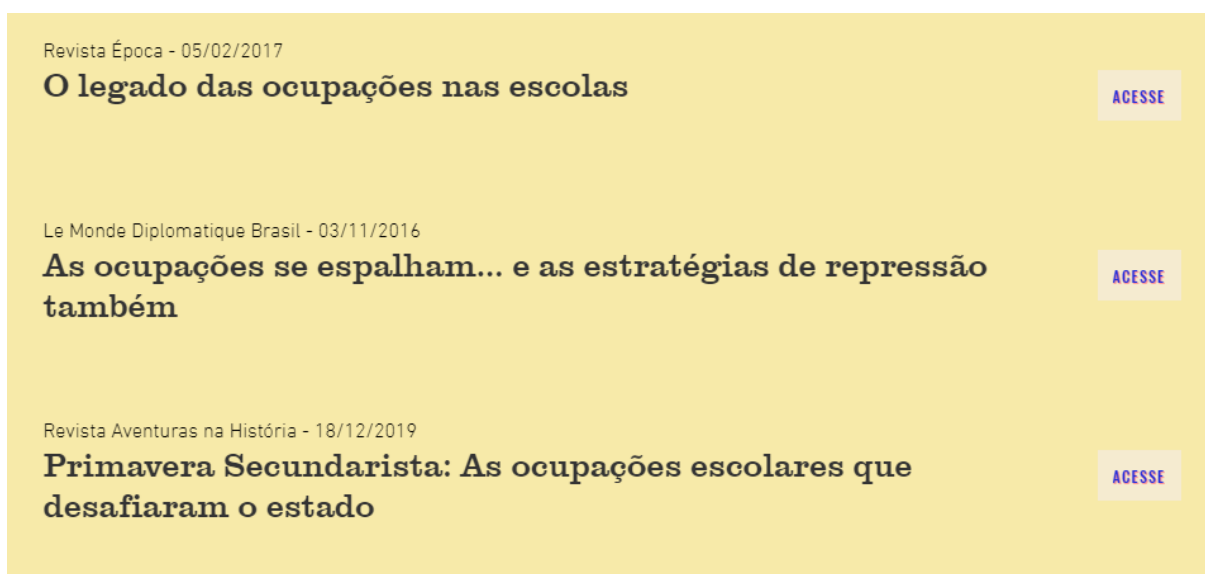 Revista Época - 05/02/2017
O legado das ocupações nas escolas
ACESSE
Le Monde Diplomatique Brasil - 03/11/2016
As ocupações se espalham... e as estratégias de repressão
também
ACESSE
Revista Aventuras na História - 18/12/2019
Primavera Secundarista: As ocupações escolares que
desafiaram o estado
ACESSE